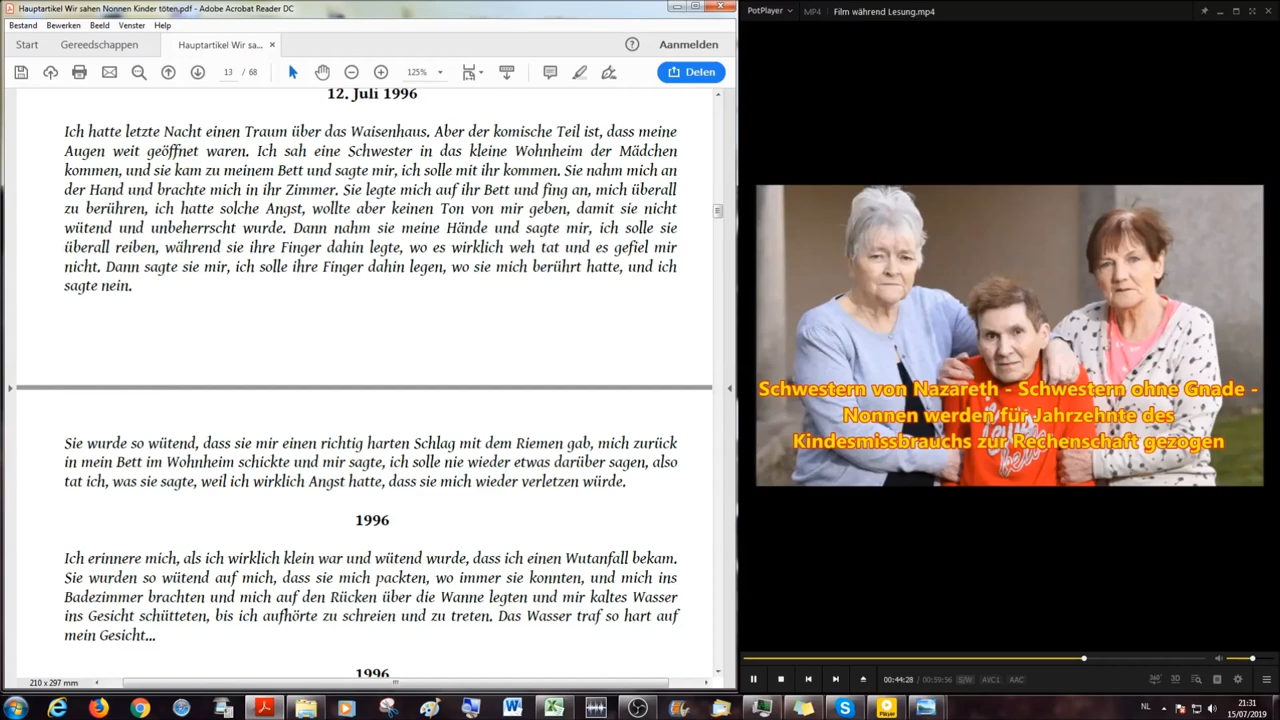 Hauptartikel Wir sahen Nonnen Kinder töten.pdf - Adobe Acrobat Reader DC
Bestand Bewerken Beeld Venster Help
Start Gereedschappen Hauptartikel Wir sa... × Aanmelden
13 / 68 125% Delen
12. Juli 1996
Ich hatte letzte Nacht einen Traum über das Waisenhaus. Aber der komische Teil ist, dass meine
Augen weit geöffnet waren. Ich sah eine Schwester in das kleine Wohnheim der Mädchen
kommen, und sie kam zu meinem Bett und sagte mir, ich solle mit ihr kommen. Sie nahm mich an
der Hand und brachte mich in ihr Zimmer. Sie legte mich auf ihr Bett und fing an, mich überall
zu berühren, ich hatte solche Angst, wollte aber keinen Ton von mir geben, damit sie nicht
wütend und unbeherrscht wurde. Dann nahm sie meine Hände und sagte mir, ich solle sie
überall reiben, während sie ihre Finger dahin legte, wo es wirklich weh tat und es gefiel mir
nicht. Dann sagte sie mir, ich solle ihre Finger dahin legen, wo sie mich berührt hatte, und ich
sagte nein.
Sie wurde so wütend, dass sie mir einen richtig harten Schlag mit dem Riemen gab, mich zurück
in mein Bett im Wohnheim schickte und mir sagte, ich solle nie wieder etwas darüber sagen, also
tat ich, was sie sagte, weil ich wirklich Angst hatte, dass sie mich wieder verletzen würde.
1996
Ich erinnere mich, als ich wirklich klein war und wütend wurde, dass ich einen Wutanfall bekam.
Sie wurden so wütend auf mich, dass sie mich packten, wo immer sie konnten, und mich ins
Badezimmer brachten und mich auf den Rücken über die Wanne legten und mir kaltes Wasser
ins Gesicht schütteten, bis ich aufhörte zu schreien und zu treten. Das Wasser traf so hart auf
mein Gesicht...
1996
210 x 297 mm
PotPlayer MP4 Film während Lesung.mp4
Schwestern von Nazareth - Schwestern ohne Gnade -
Nonnen werden für Jahrzehnte des
Kindesmissbrauchs zur Rechenschaft gezogen
00:44:28 / 00:59:56 S/W AVC1 AAC
360° 3D
NL 21:31
15/07/2019